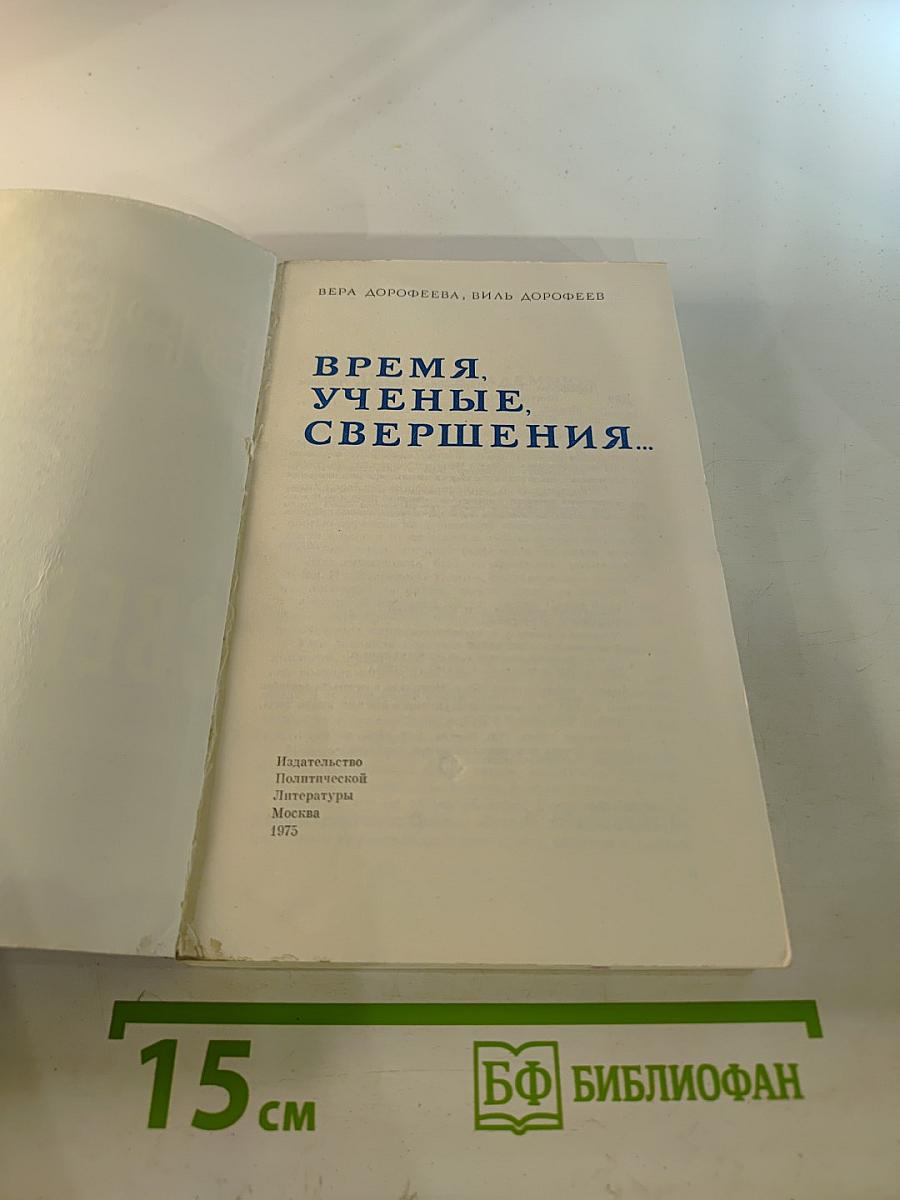 ВЕРА ДОРОФЕЕВА, ВИЛЬ ДОРОФЕЕВ
ВРЕМЯ,
УЧЕНЫЕ,
СВЕРШЕНИЯ...
Издательство
Политической
Литературы
Москва
1975
15 см
БФ БИБЛИОФАН